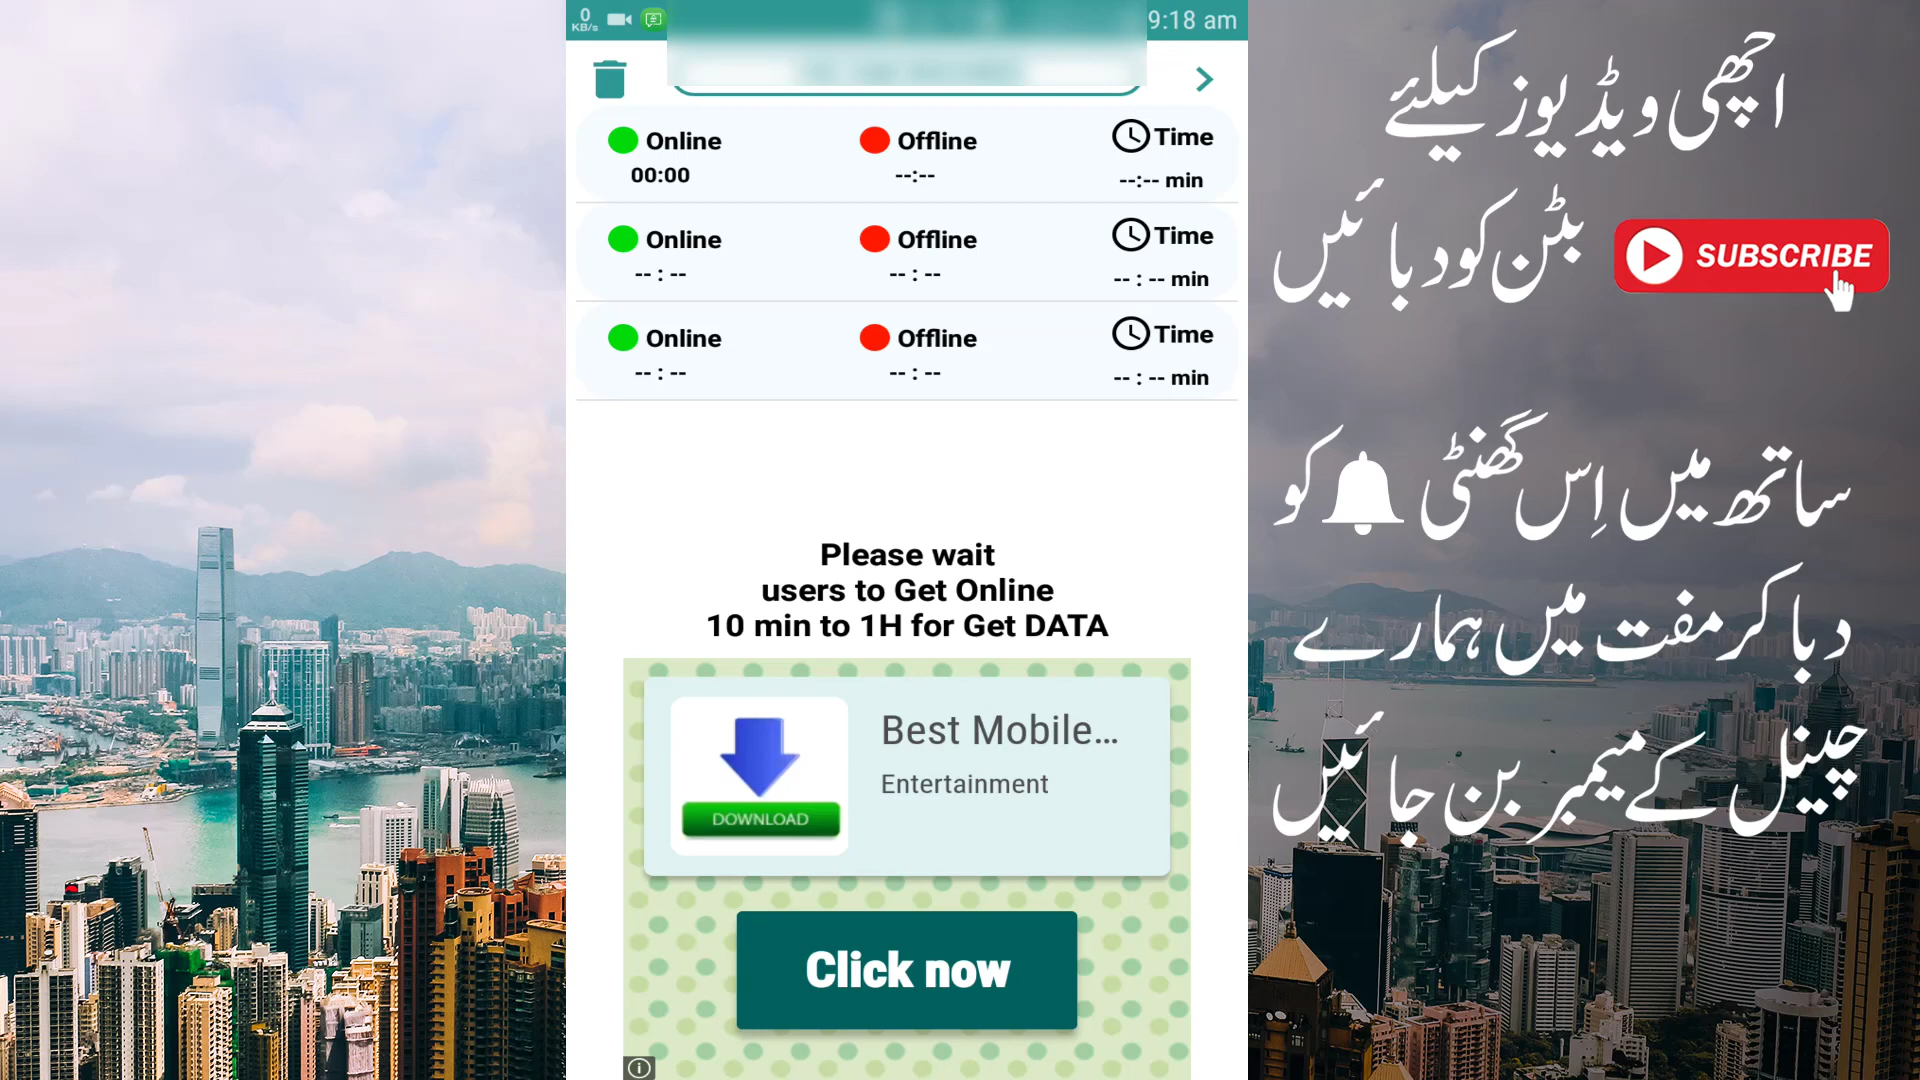 0
KB/s
9:18 am
Online
Offline
Time
00:00
--:--
--:-- min
Online
Offline
Time
-- : --
-- : --
-- : -- min
Online
Offline
Time
-- : --
-- : --
-- : -- min
Please wait
users to Get Online
10 min to 1H for Get DATA
Best Mobile...
Entertainment
DOWNLOAD
Click now
اچھی ویڈیوز کیلئے
بٹن کو دبائیں
SUBSCRIBE
ساتھ میں اِس گھنٹی کو
دبا کر مفت میں ہمارے
چینل کے میمبر بن جائیں